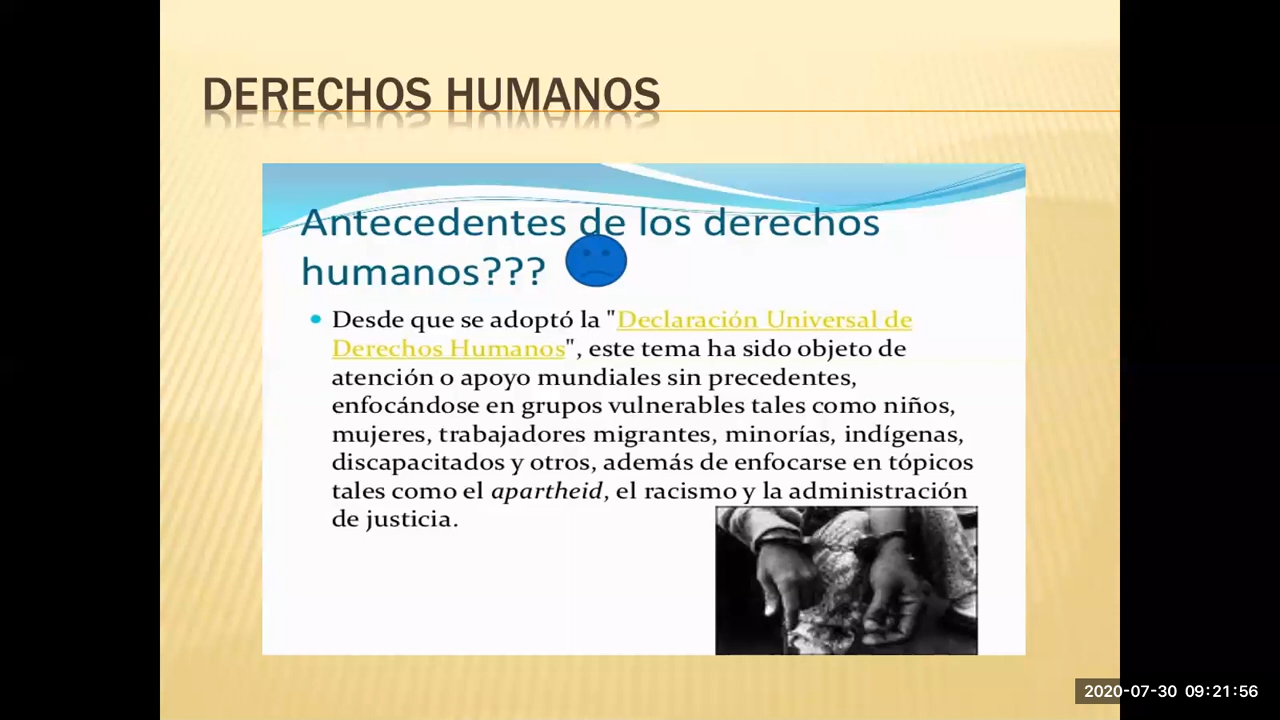 DERECHOS HUMANOS
Antecedentes de los derechos
humanos???
Desde que se adoptó la "Declaración Universal de
Derechos Humanos", este tema ha sido objeto de
atención o apoyo mundiales sin precedentes,
enfocándose en grupos vulnerables tales como niños,
mujeres, trabajadores migrantes, minorías, indígenas,
discapacitados y otros, además de enfocarse en tópicos
tales como el apartheid, el racismo y la administración
de justicia.
2020-07-30 09:21:56